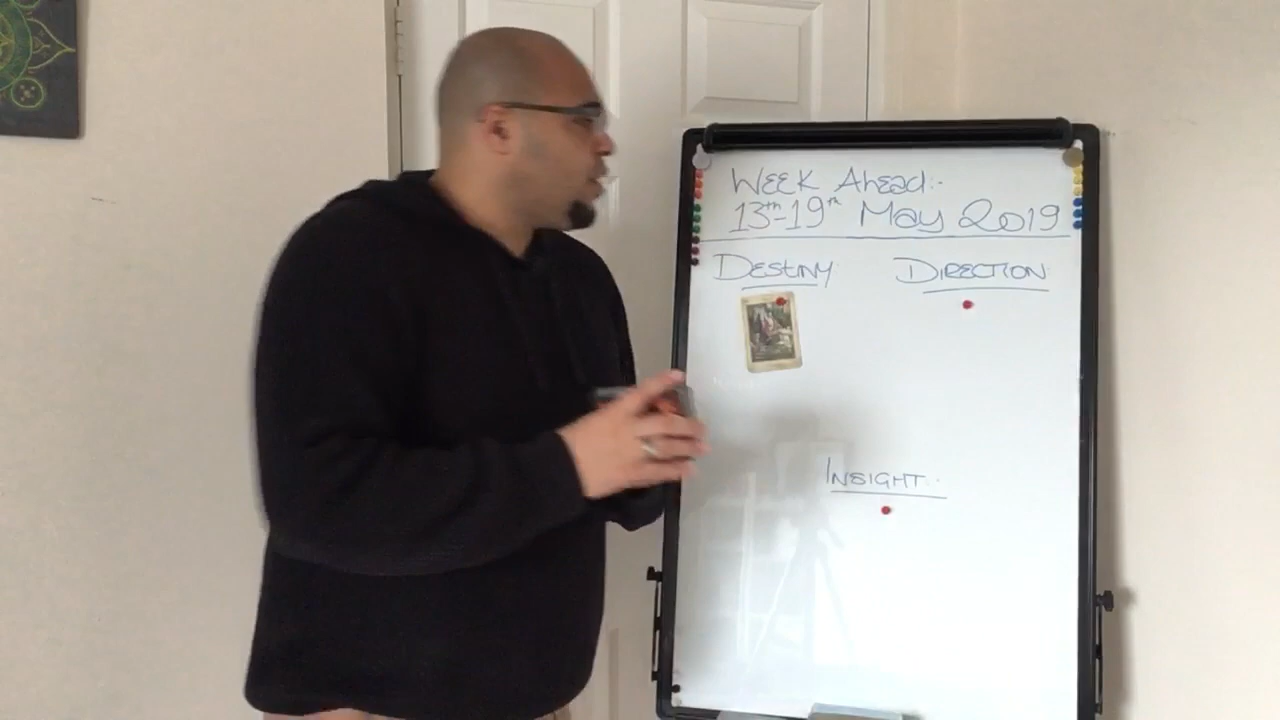 Week Ahead:-
13th-19th May 2019
Destiny
Direction
Insight: